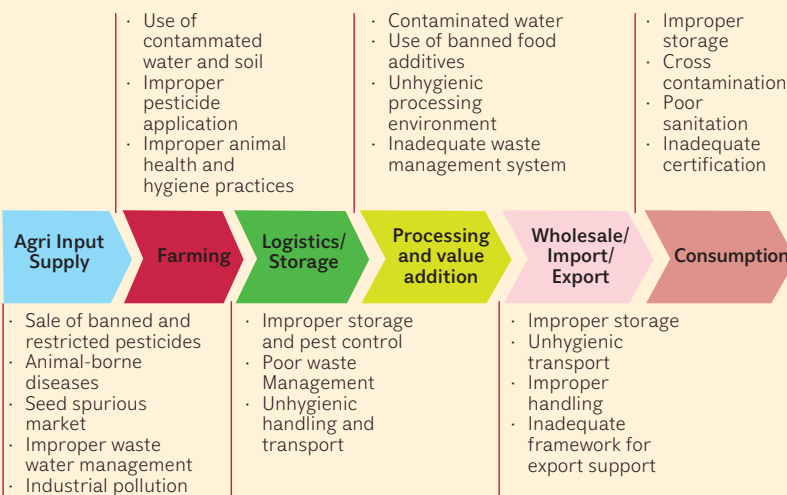 · Use of
contammated
water and soil
· Improper
pesticide
application
· Improper animal
health and
hygiene practices
· Contaminated water
· Use of banned food
additives
· Unhygienic
processing
environment
· Inadequate waste
management system
· Improper
storage
· Cross
contamination
· Poor
sanitation
· Inadequate
certification
Agri Input
Supply
Farming
Logistics/
Storage
Processing
and value
addition
Wholesale/
Import/
Export
Consumption
· Sale of banned and
restricted pesticides
· Animal-borne
diseases
· Seed spurious
market
· Improper waste
water management
· Industrial pollution
· Improper storage
and pest control
· Poor waste
Management
· Unhygienic
handling and
transport
· Improper storage
· Unhygienic
transport
· Improper
handling
· Inadequate
framework for
export support